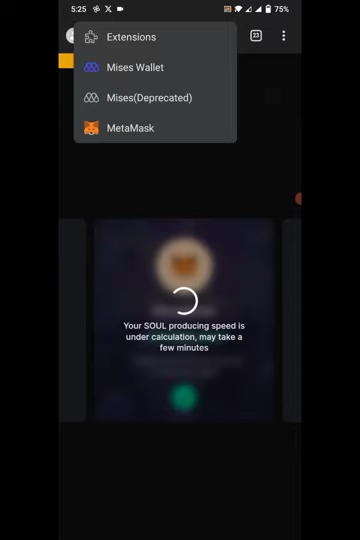 5:25
75%
Extensions
23
Mises Wallet
Mises(Deprecated)
MetaMask
Your SOUL producing speed is
under calculation, may take a
few minutes